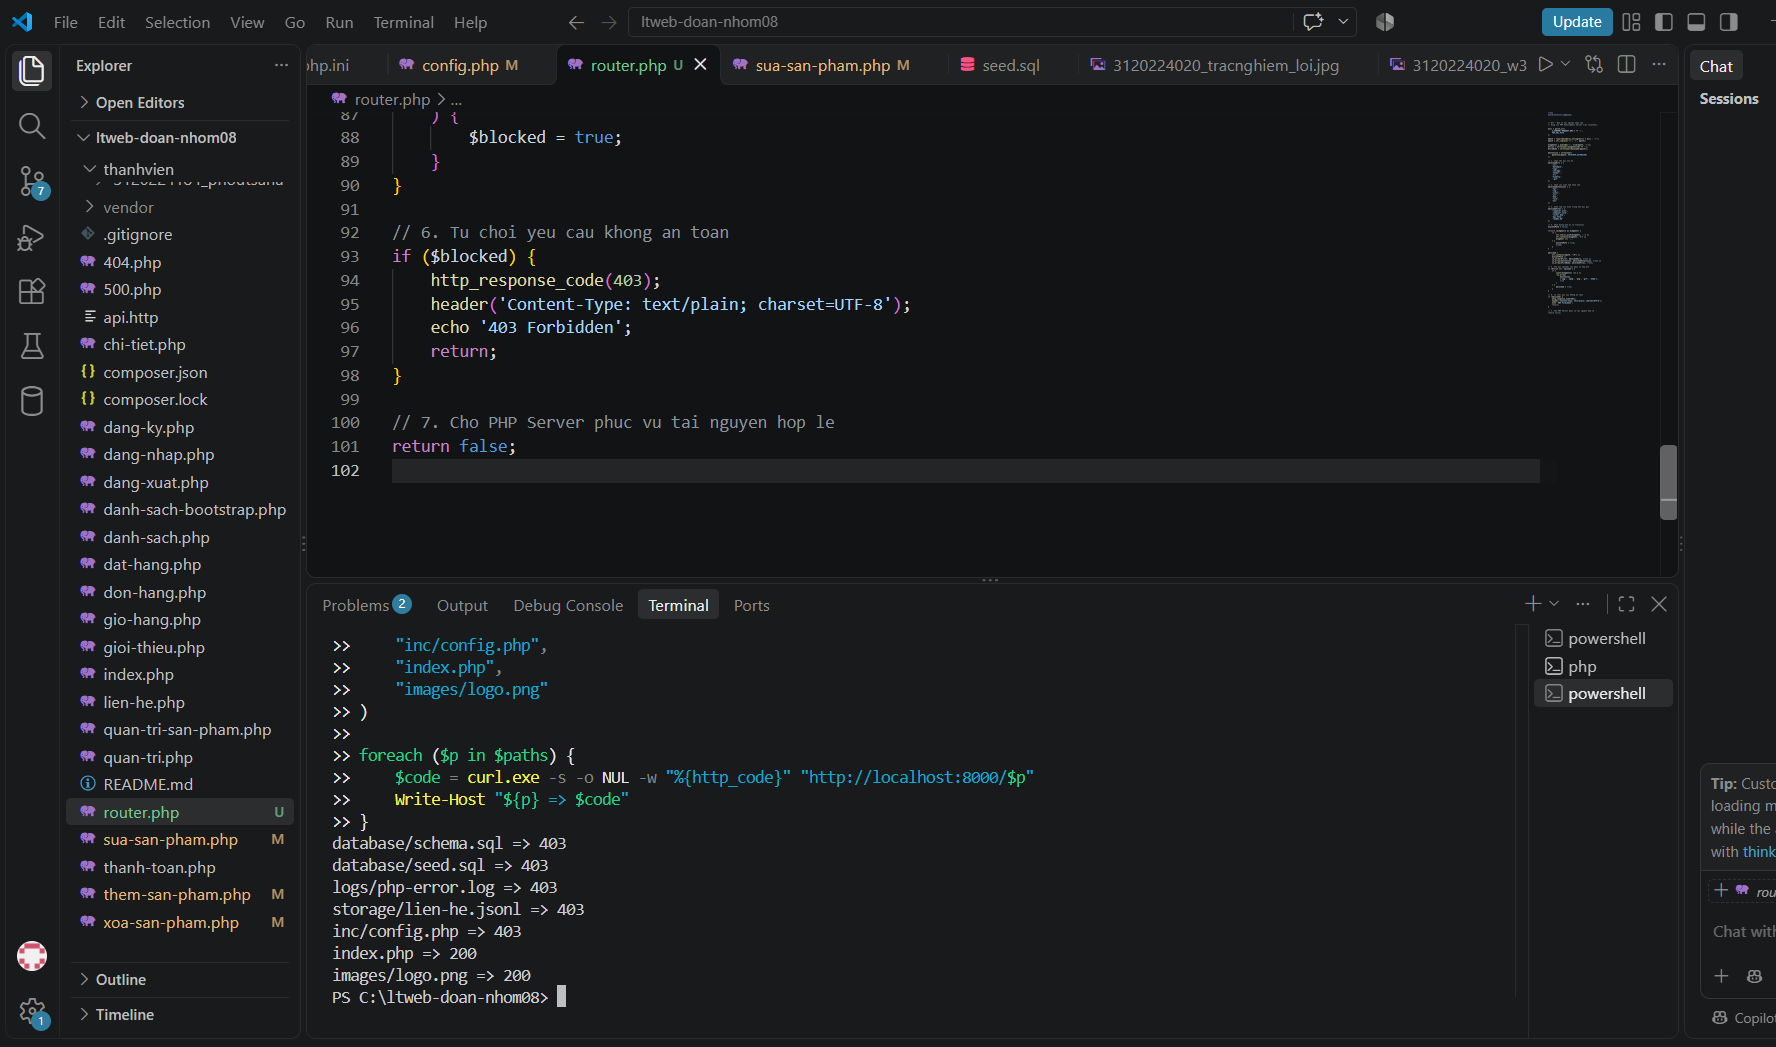 File Edit Selection View Go Run Terminal Help
ltweb-doan-nhom08
Update
Explorer
Open Editors
ltweb-doan-nhom08
thanhvien
vendor
.gitignore
404.php
500.php
api.http
chi-tiet.php
composer.json
composer.lock
dang-ky.php
dang-nhap.php
dang-xuat.php
danh-sach-bootstrap.php
danh-sach.php
dat-hang.php
don-hang.php
gio-hang.php
gioi-thieu.php
index.php
lien-he.php
quan-tri-san-pham.php
quan-tri.php
README.md
router.php U
sua-san-pham.php M
thanh-toan.php
them-san-pham.php M
xoa-san-pham.php M
Outline
Timeline
7
1
php.ini config.php M router.php U sua-san-pham.php M seed.sql 3120224020_tracnghiem_loi.jpg 3120224020_w3
router.php > ...
87 ) {
88 $blocked = true;
89 }
90 }
91
92 // 6. Tu choi yeu cau khong an toan
93 if ($blocked) {
94 http_response_code(403);
95 header('Content-Type: text/plain; charset=UTF-8');
96 echo '403 Forbidden';
97 return;
98 }
99
100 // 7. Cho PHP Server phuc vu tai nguyen hop le
101 return false;
102
Problems 2 Output Debug Console Terminal Ports
>> "inc/config.php",
>> "index.php",
>> "images/logo.png"
>> )
>>
>> foreach ($p in $paths) {
>> $code = curl.exe -s -o NUL -w "%{http_code}" "http://localhost:8000/$p"
>> Write-Host "${p} => $code"
>> }
database/schema.sql => 403
database/seed.sql => 403
logs/php-error.log => 403
storage/lien-he.jsonl => 403
inc/config.php => 403
index.php => 200
images/logo.png => 200
PS C:\ltweb-doan-nhom08>
powershell
php
powershell
Chat
Sessions
Tip: Custo
loading m
while the
with think
rou
Chat with
Copilot